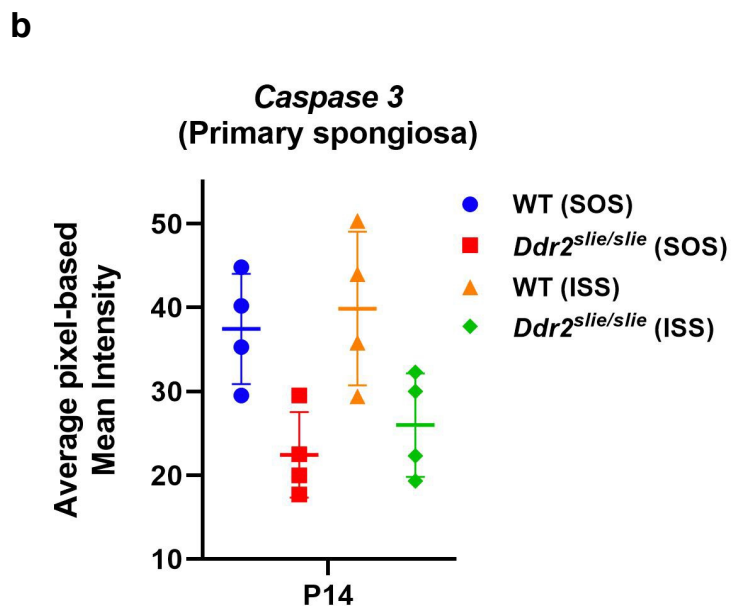 b
Caspase 3
(Primary spongiosa)
Average pixel-based
Mean Intensity
50
40
30
20
10
P14
WT (SOS)
Ddr2slie/slie (SOS)
WT (ISS)
Ddr2slie/slie (ISS)